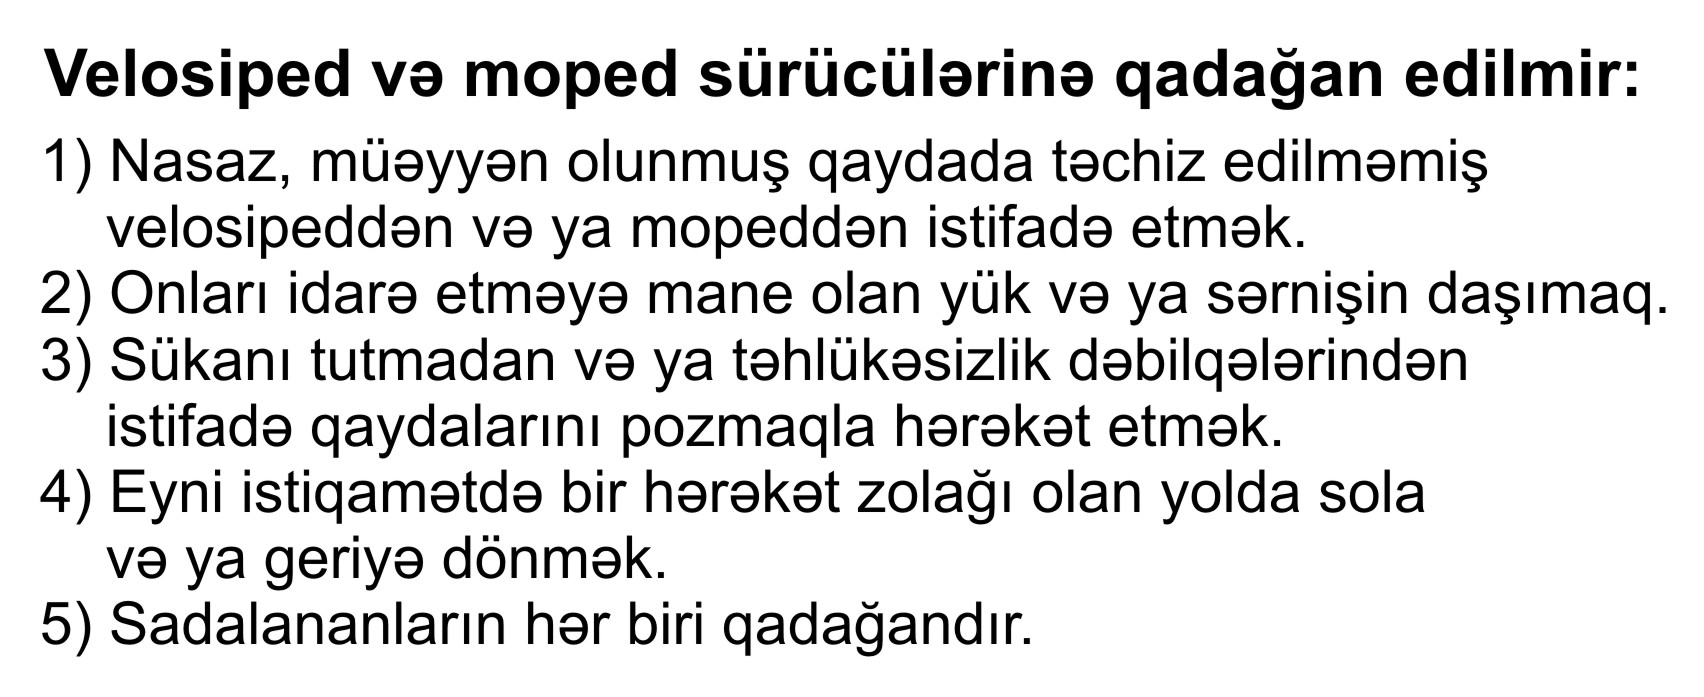 Velosiped və moped sürücülərinə qadağan edilmir:
1) Nasaz, müəyyən olunmuş qaydada təchiz edilməmiş
velosipeddən və ya mopeddən istifadə etmək.
2) Onları idarə etməyə mane olan yük və ya sərnişin daşımaq.
3) Sükanı tutmadan və ya təhlükəsizlik dəbilqələrindən
istifadə qaydalarını pozmaqla hərəkət etmək.
4) Eyni istiqamətdə bir hərəkət zolağı olan yolda sola
və ya geriyə dönmək.
5) Sadalananların hər biri qadağandır.